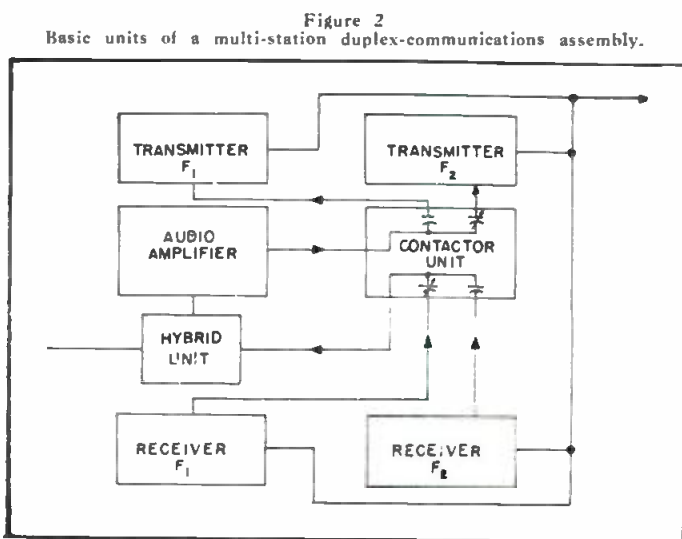 Figure 2
Basic units of a multi-station duplex-communications assembly.
TRANSMITTER
F1
TRANSMITTER
F2
AUDIO
AMPLIFIER
CONTACTOR
UNIT
HYBRID
UNIT
RECEIVER
F1
RECEIVER
F2